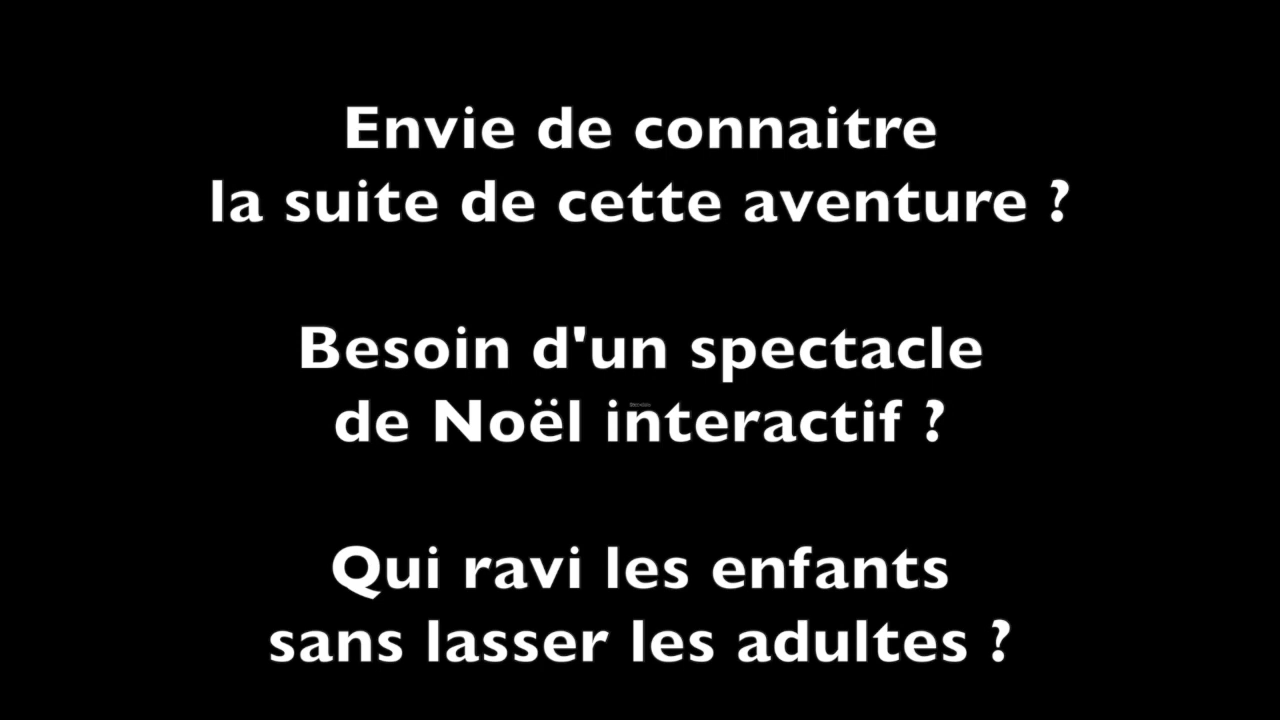 Envie de connaitre
la suite de cette aventure ?
Besoin d'un spectacle
de Noël interactif ?
Qui ravi les enfants
sans lasser les adultes ?